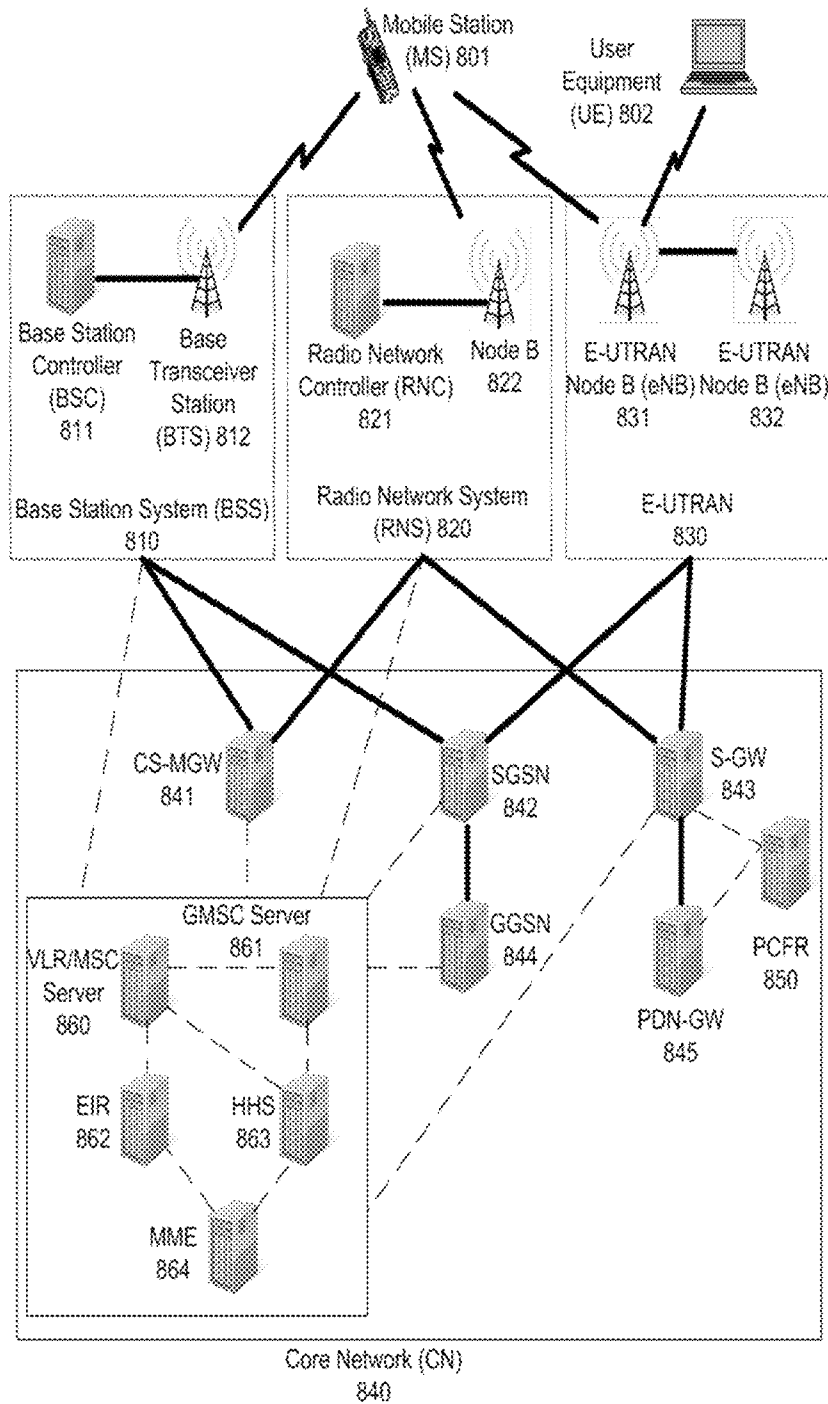 Mobile Station
(MS) 801
User
Equipment
(UE) 802
Base Station
Controller
(BSC)
811
Base
Transceiver
Station
(BTS) 812
Base Station System (BSS)
810
Radio Network
Controller (RNC)
821
Node B
822
Radio Network System
(RNS) 820
E-UTRAN
Node B (eNB)
831
E-UTRAN
Node B (eNB)
832
E-UTRAN
830
CS-MGW
841
SGSN
842
S-GW
843
GMSC Server
861
VLR/MSC
Server
860
GGSN
844
PCFR
850
PDN-GW
845
EIR
862
HHS
863
MME
864
Core Network (CN)
840